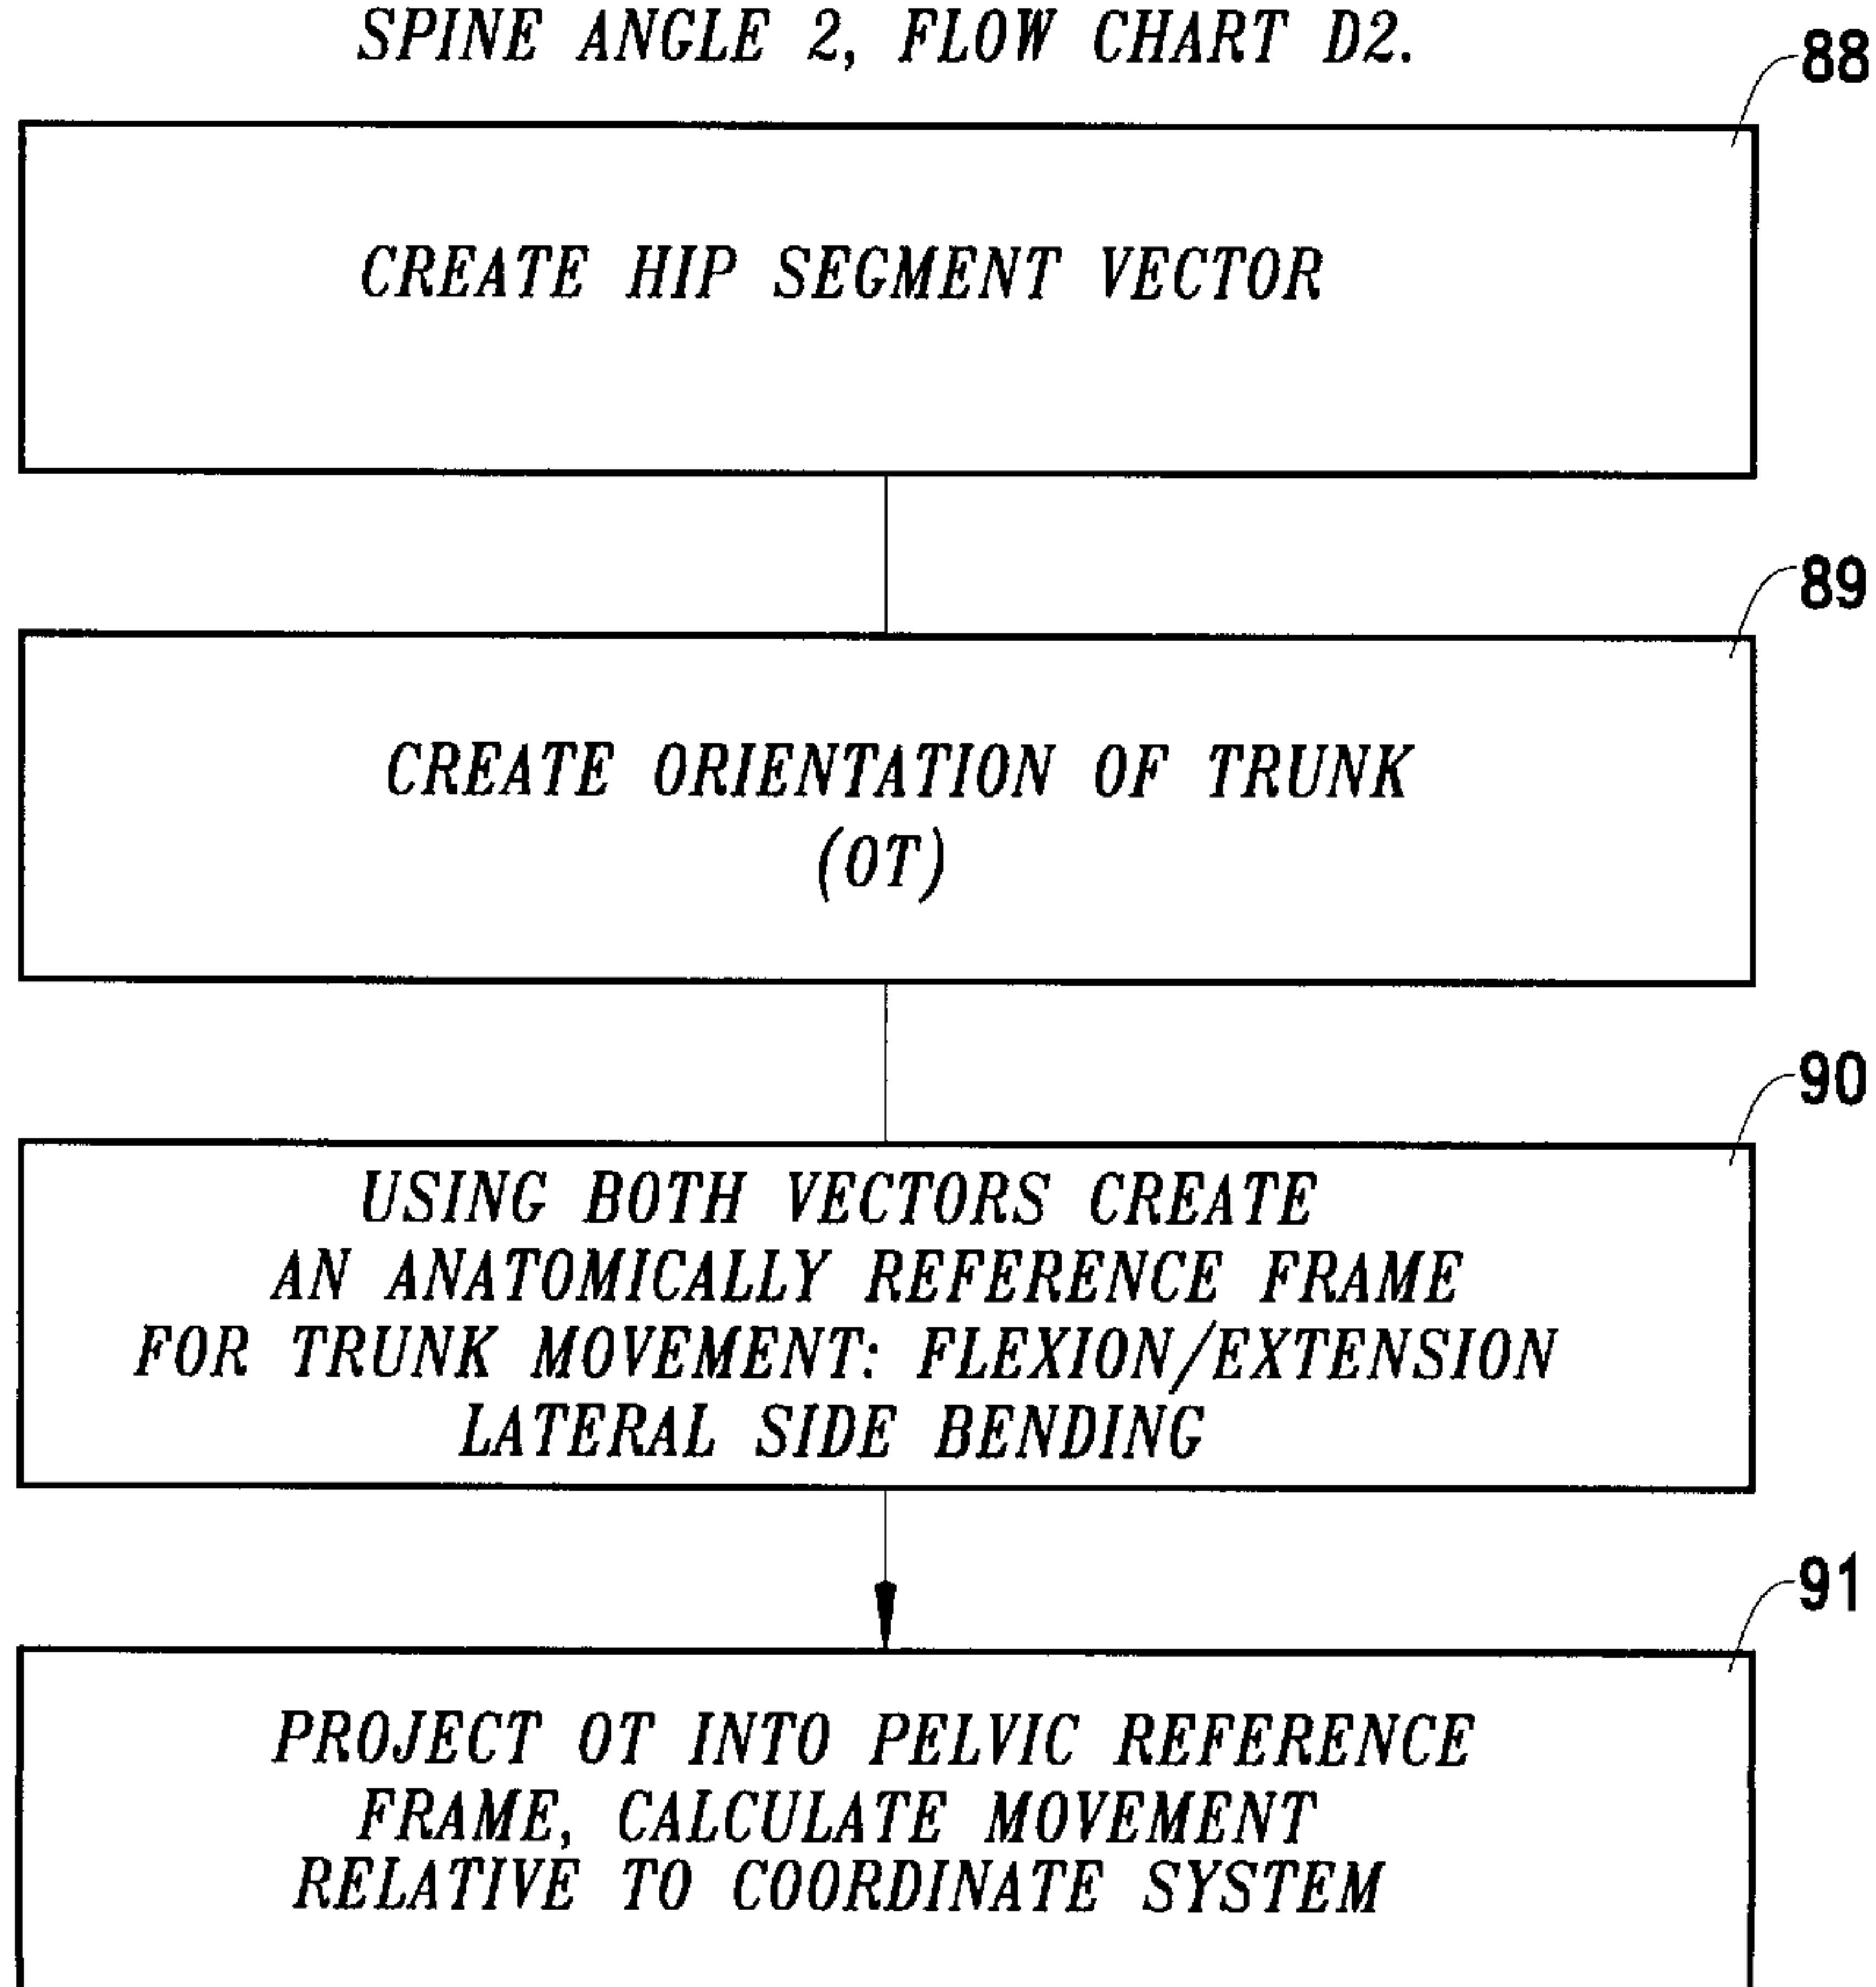 SPINE ANGLE 2, FLOW CHART D2.
88
CREATE HIP SEGMENT VECTOR
89
CREATE ORIENTATION OF TRUNK
(OT)
90
USING BOTH VECTORS CREATE
AN ANATOMICALLY REFERENCE FRAME
FOR TRUNK MOVEMENT: FLEXION/EXTENSION
LATERAL SIDE BENDING
91
PROJECT OT INTO PELVIC REFERENCE
FRAME, CALCULATE MOVEMENT
RELATIVE TO COORDINATE SYSTEM